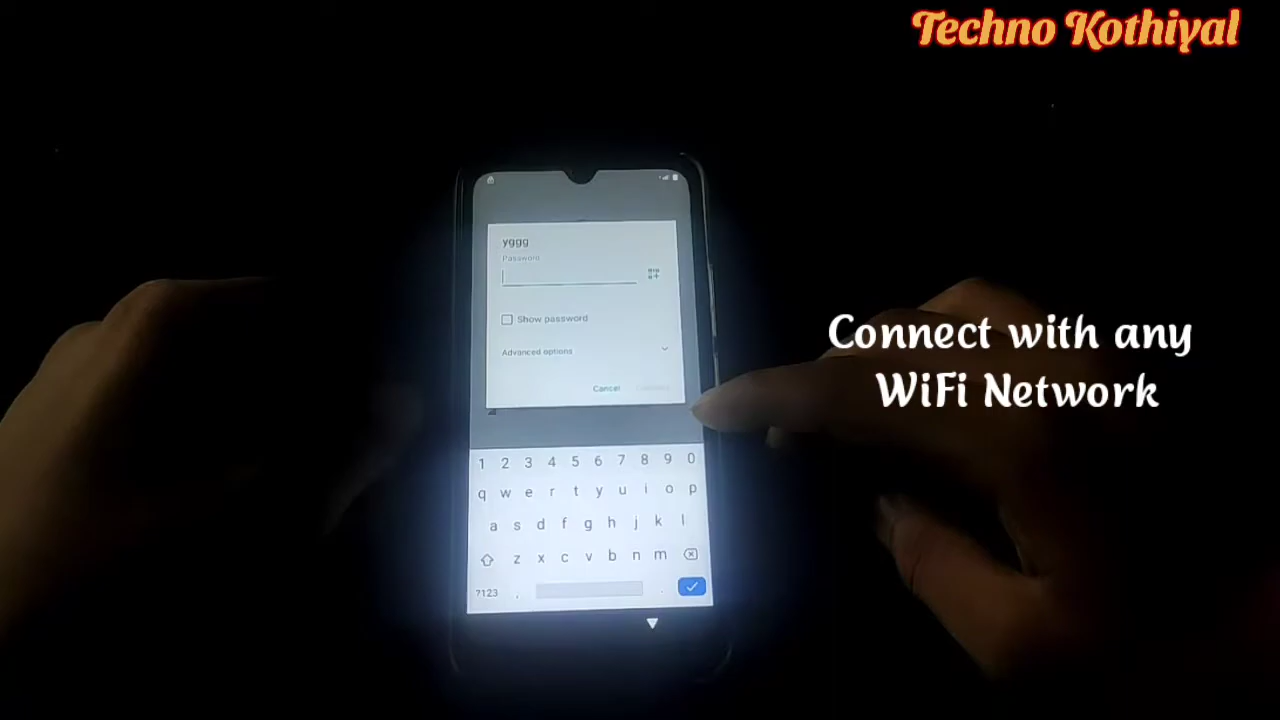 Techno Kothiyal
yggg
Password
Show password
Advanced options
Cancel
Connect with any
WiFi Network
1 2 3 4 5 6 7 8 9 0
q w e r t y u i o p
a s d f g h j k l
z x c v b n m
?123 , .